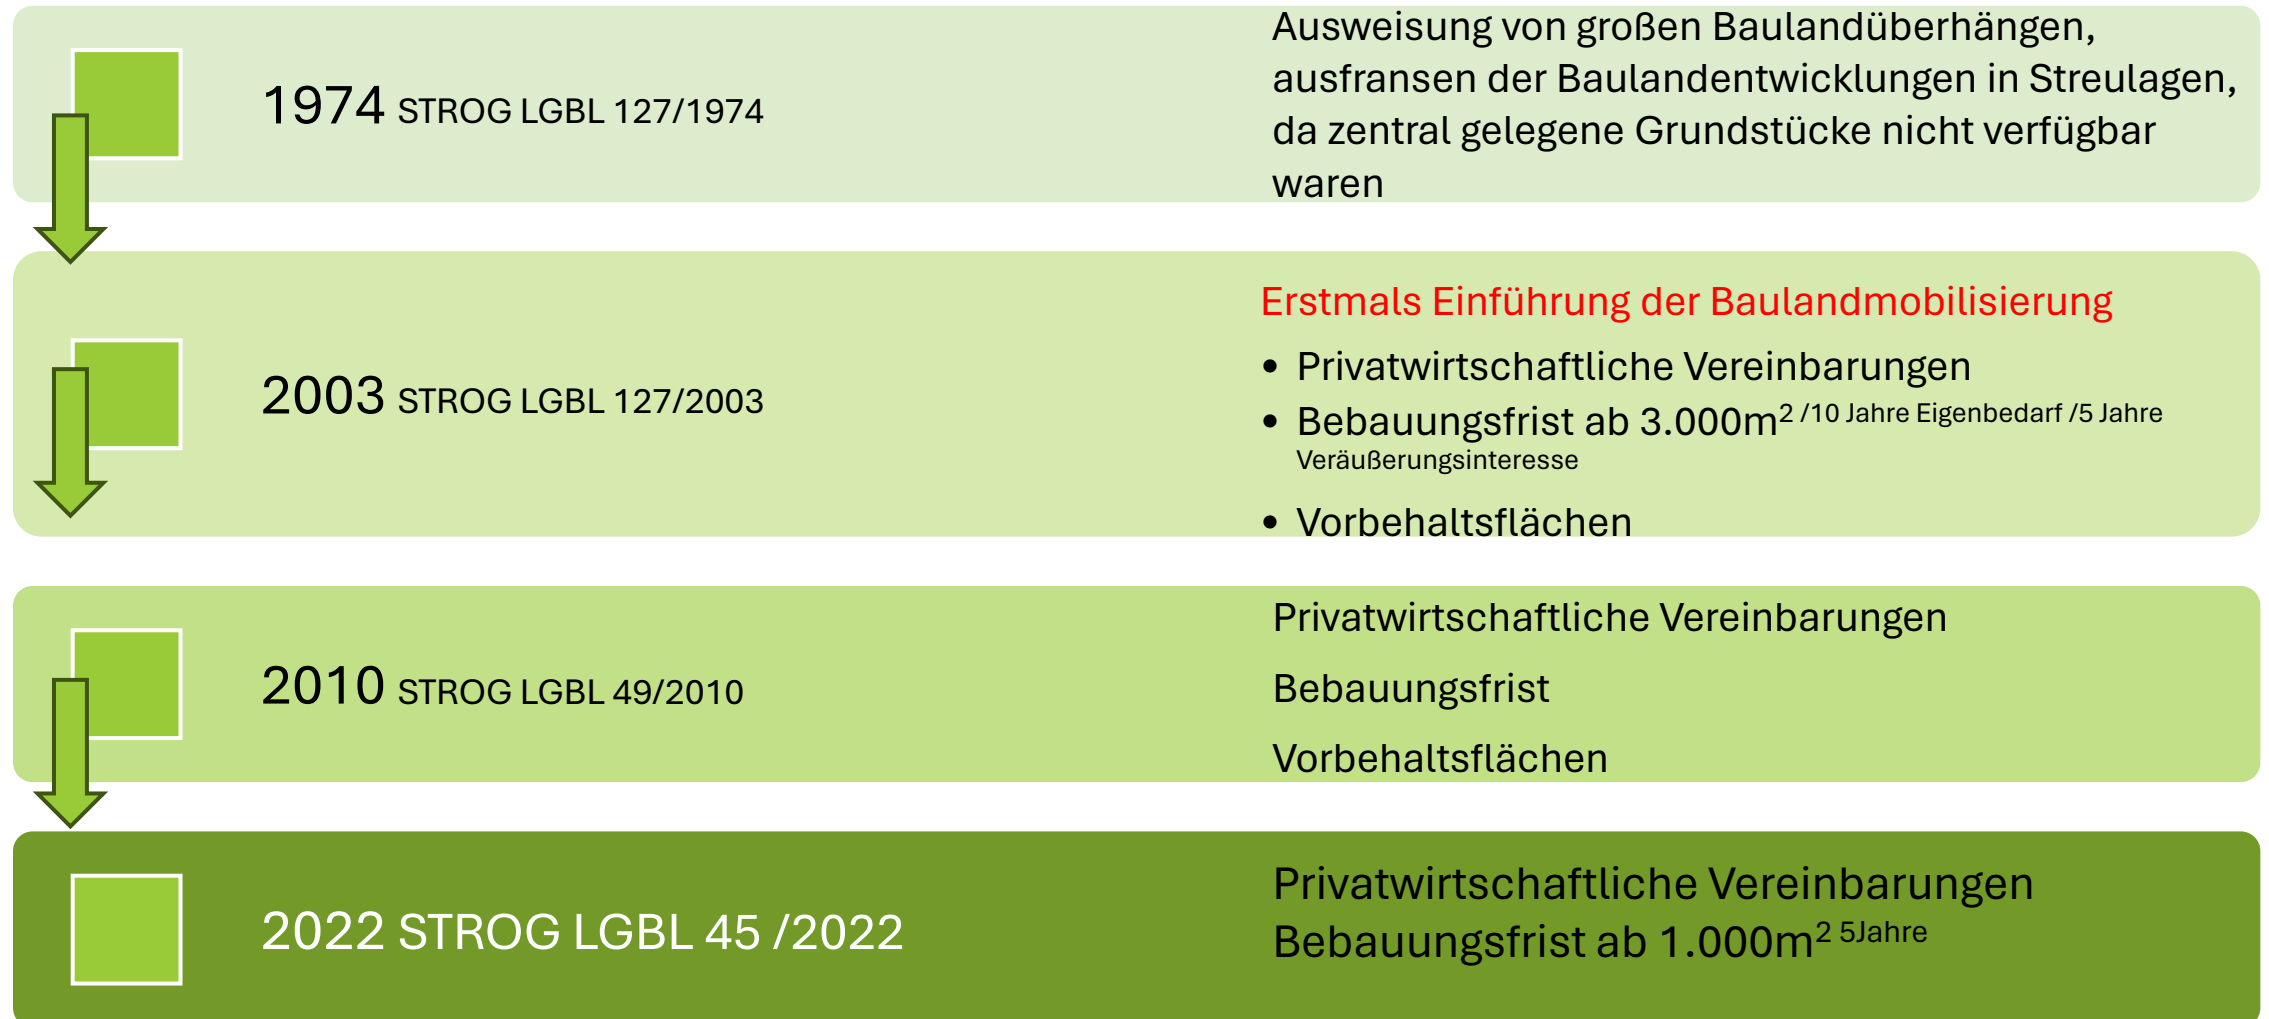 1974 STROG LGBL 127/1974
Ausweisung von großen Baulandüberhängen,
ausfransen der Baulandentwicklungen in Streulagen,
da zentral gelegene Grundstücke nicht verfügbar
waren
2003 STROG LGBL 127/2003
Erstmals Einführung der Baulandmobilisierung
• Privatwirtschaftliche Vereinbarungen
• Bebauungsfrist ab 3.000m² /10 Jahre Eigenbedarf /5 Jahre
Veräußerungsinteresse
• Vorbehaltsflächen
2010 STROG LGBL 49/2010
Privatwirtschaftliche Vereinbarungen
Bebauungsfrist
Vorbehaltsflächen
2022 STROG LGBL 45 /2022
Privatwirtschaftliche Vereinbarungen
Bebauungsfrist ab 1.000m² 5Jahre